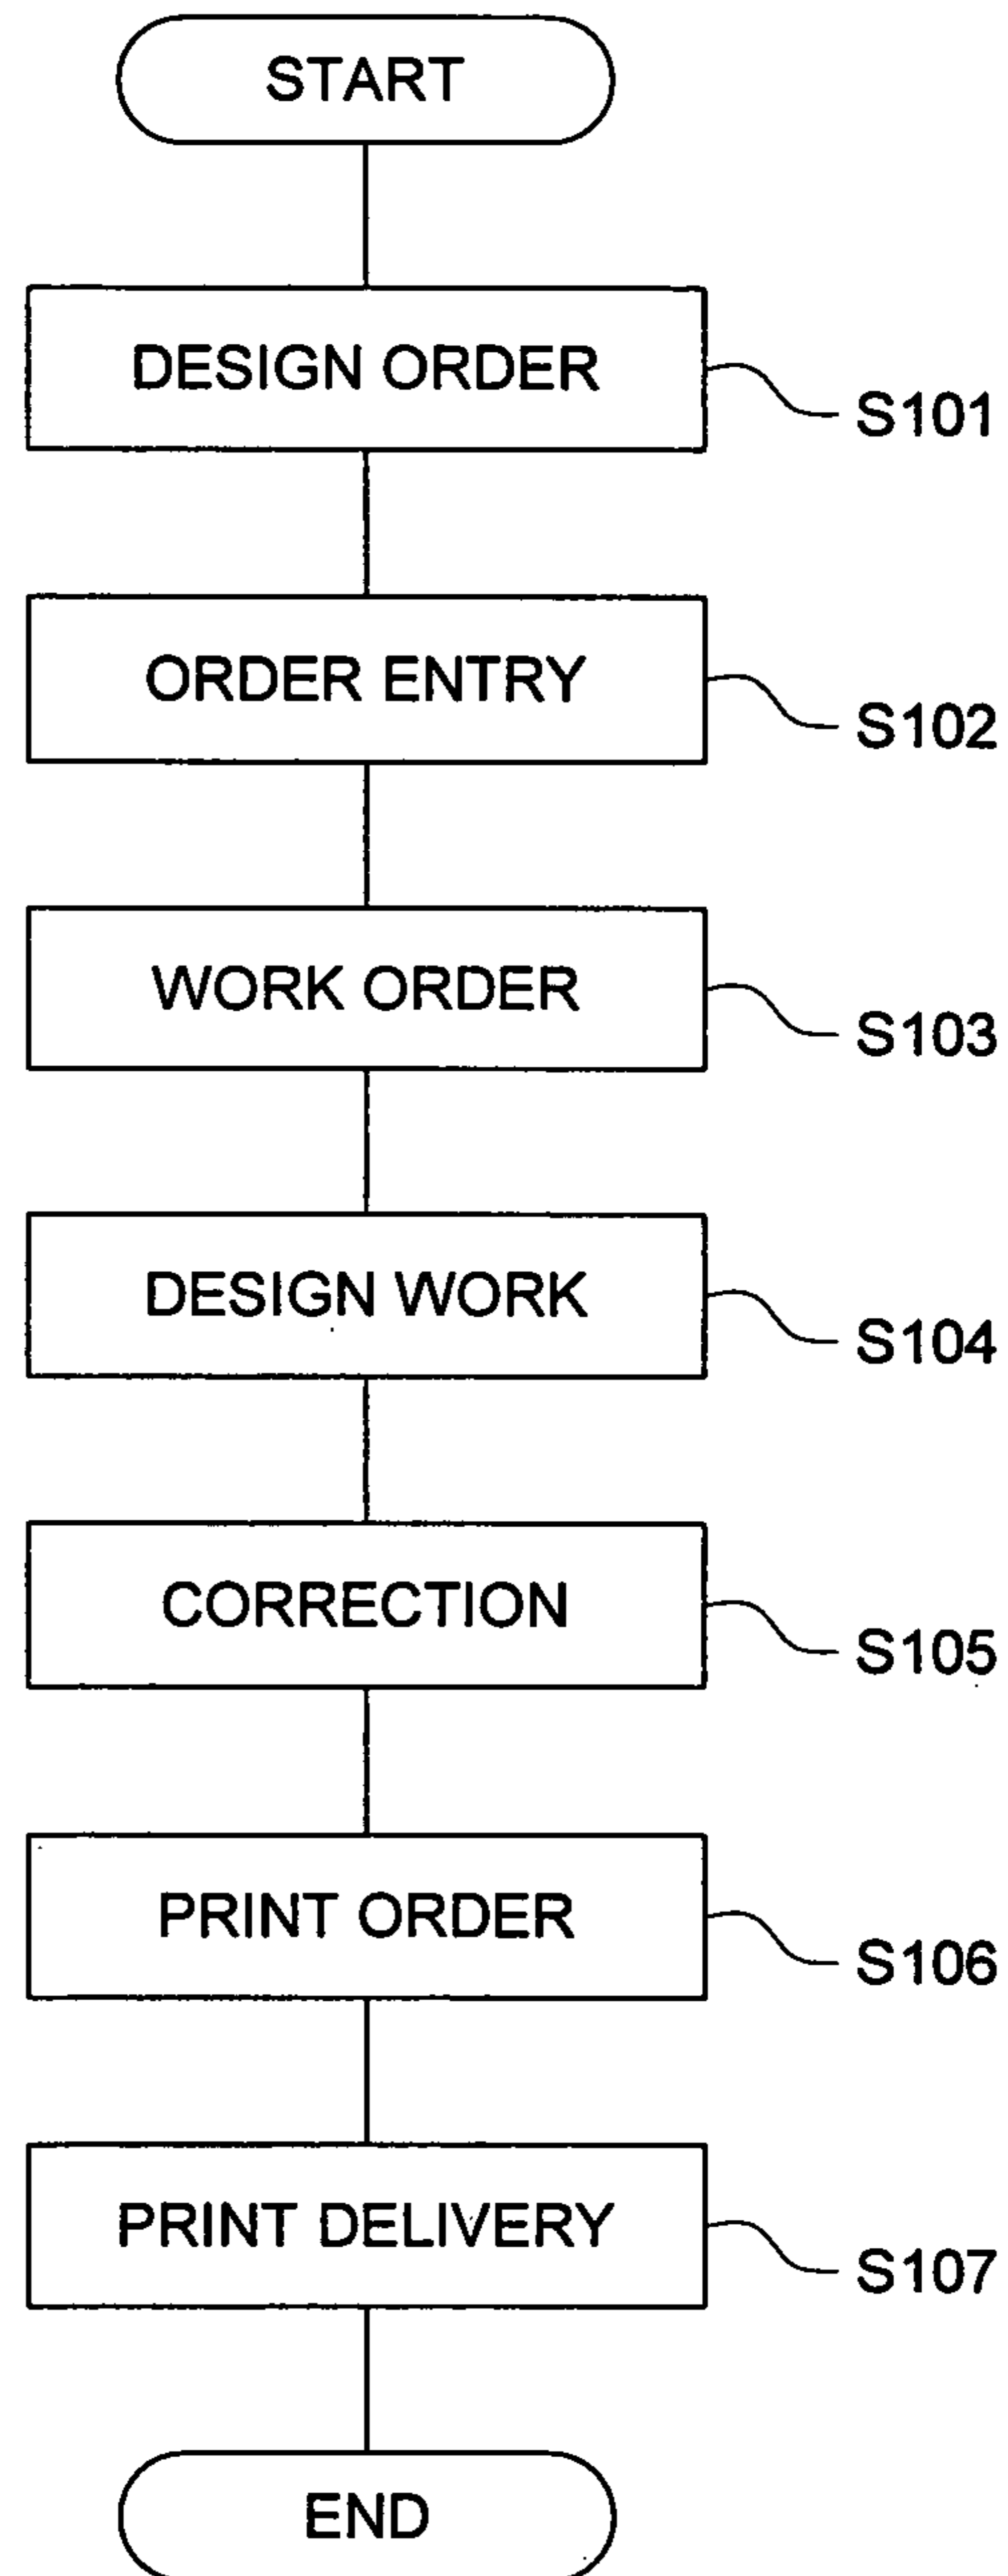 START
DESIGN ORDER
S101
ORDER ENTRY
S102
WORK ORDER
S103
DESIGN WORK
S104
CORRECTION
S105
PRINT ORDER
S106
PRINT DELIVERY
S107
END